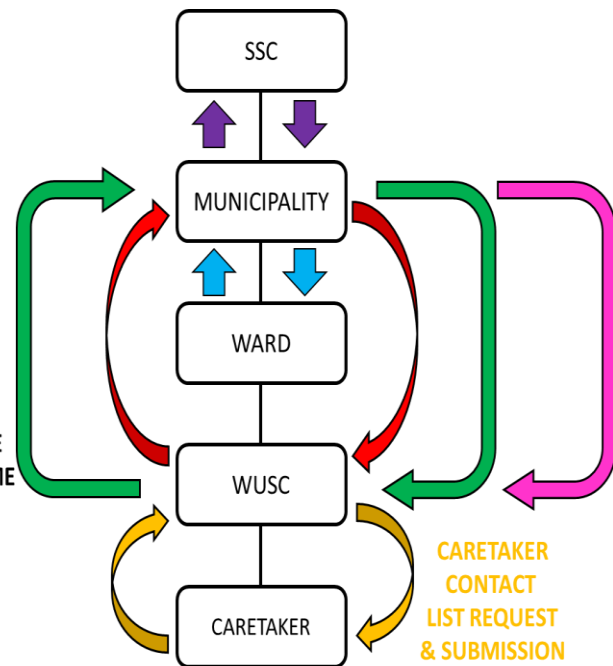 SSC
MUNICIPALITY
WARD
WUSC
CARETAKER
CARETAKER
CONTACT
LIST REQUEST
& SUBMISSION